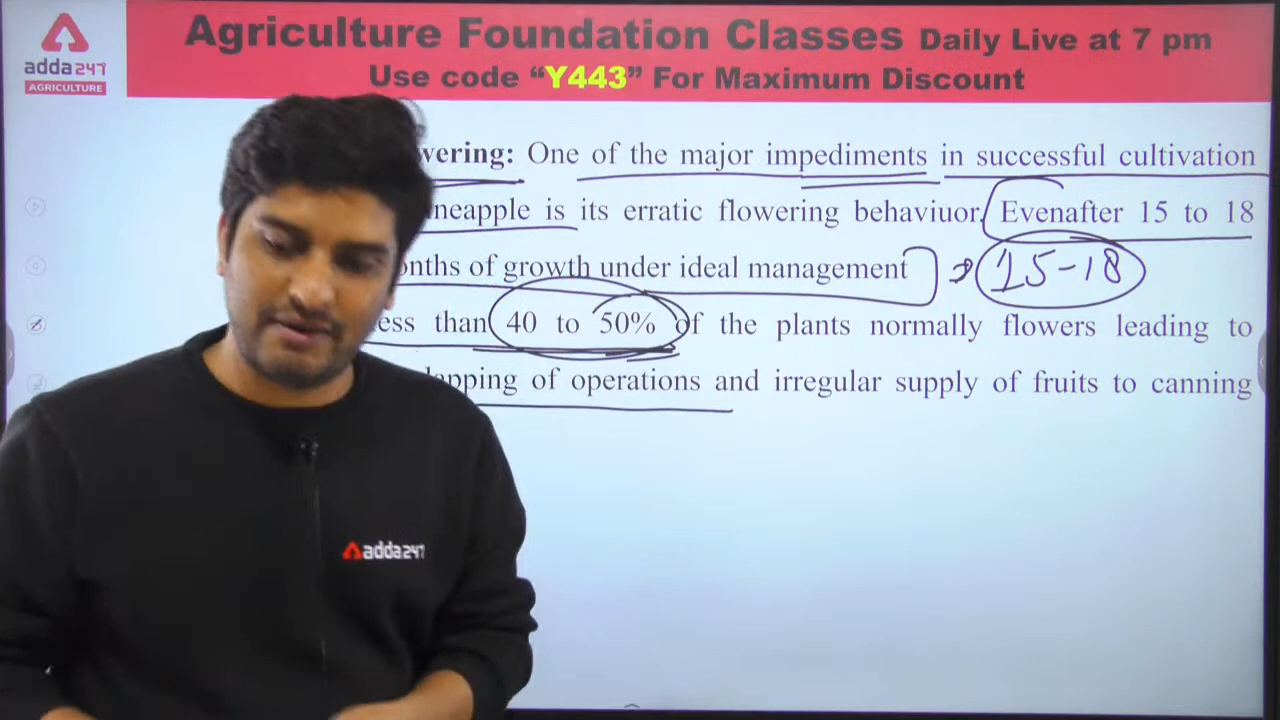 Agriculture Foundation Classes Daily Live at 7 pm
Use code “Y443” For Maximum Discount
adda247
AGRICULTURE
wering: One of the major impediments in successful cultivation
neapple is its erratic flowering behaviuor. Evenafter 15 to 18
onths of growth under ideal management
15-18
ess than 40 to 50% of the plants normally flowers leading to
lapping of operations and irregular supply of fruits to canning
adda247